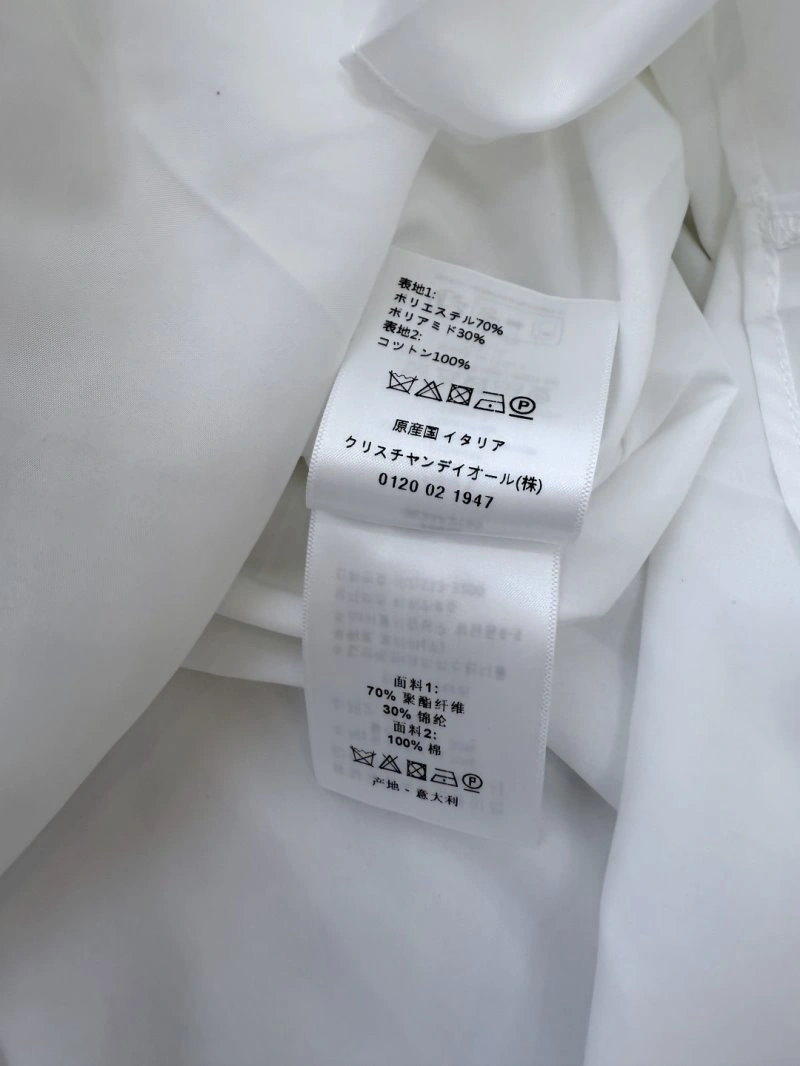 表地1:
ポリエステル70%
ポリアミド30%
表地2:
コットン100%
P
原産国 イタリア
クリスチャンディオール(株)
0120 02 1947
面料1:
70% 聚酯纤维
30% 锦纶
面料2:
100% 棉
P
产地 - 意大利